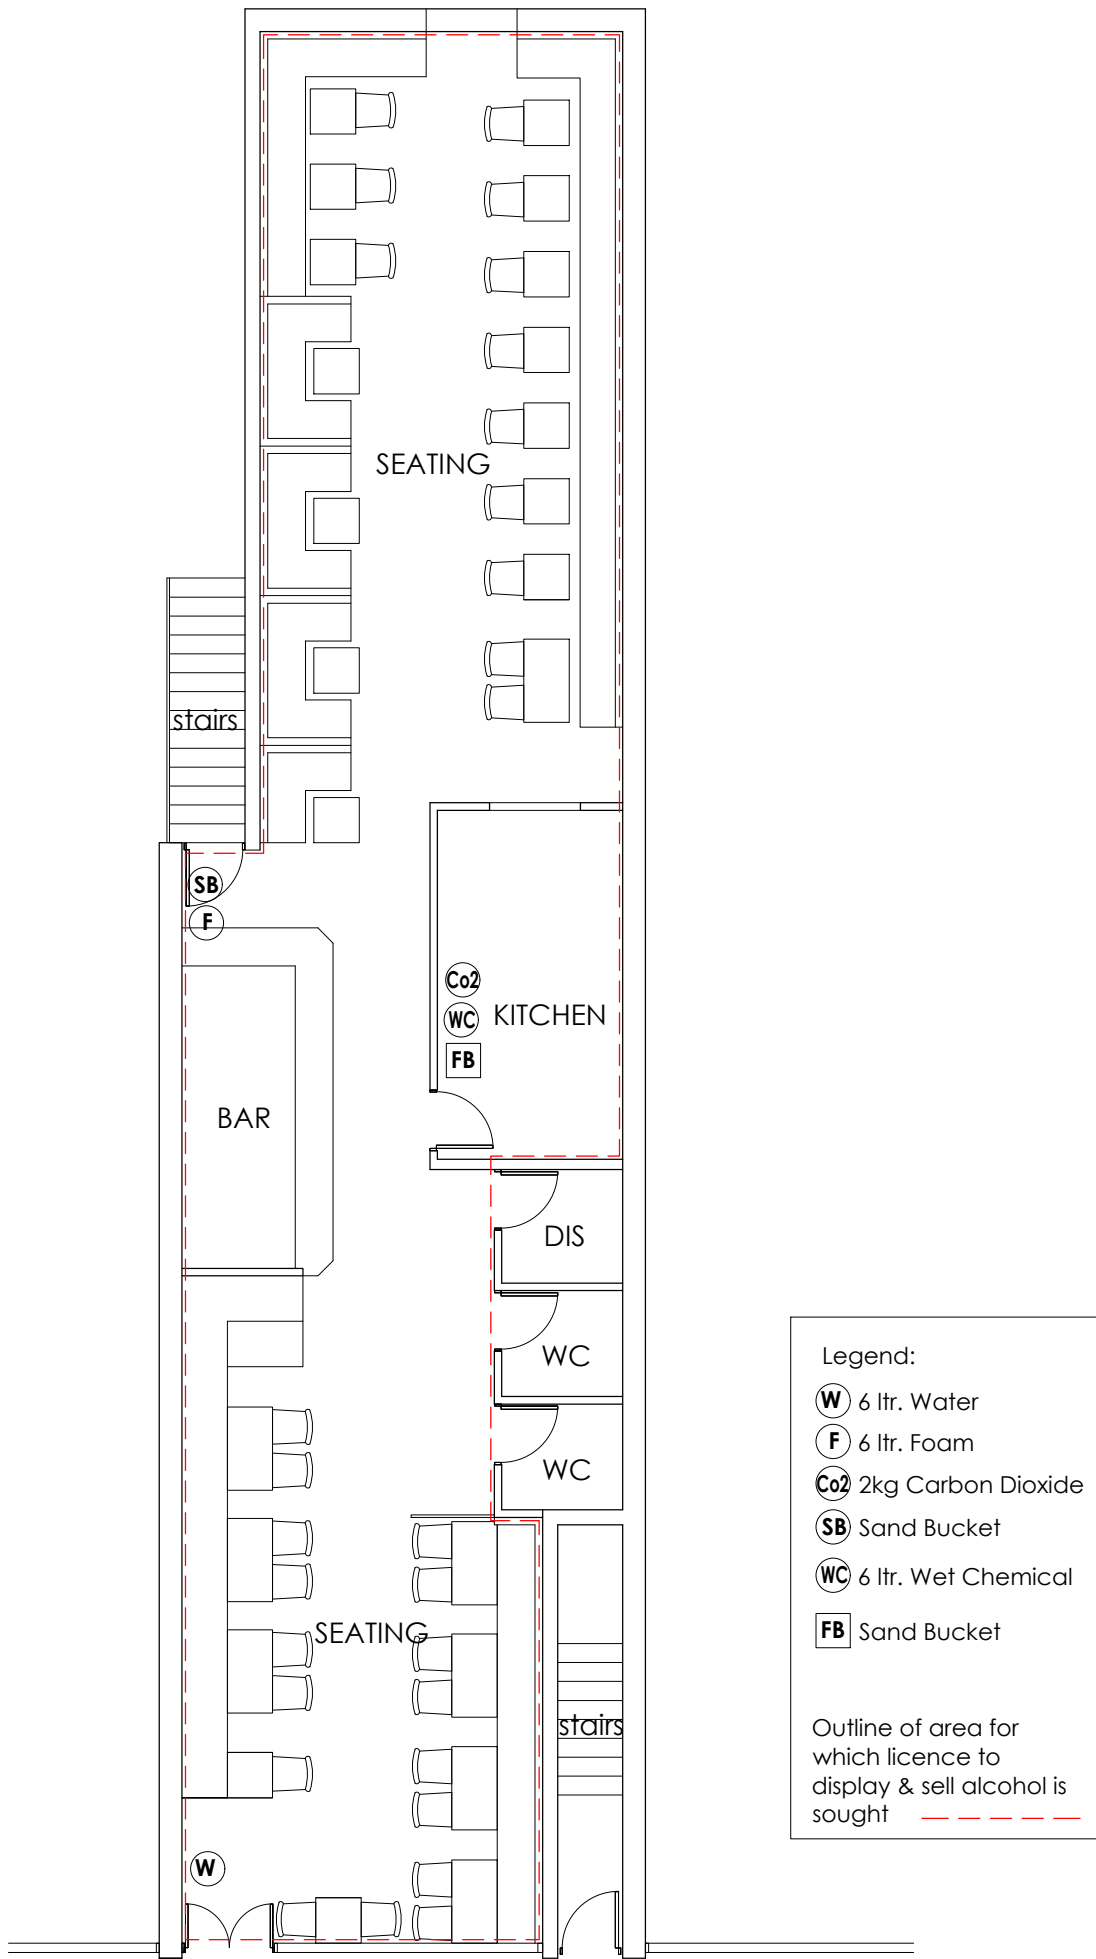 SEATING
stairs
SB
F
Co2
WC
KITCHEN
FB
BAR
DIS
WC
WC
SEATING
stairs
W
Legend:
W 6 ltr. Water
F 6 ltr. Foam
Co2 2kg Carbon Dioxide
SB Sand Bucket
WC 6 ltr. Wet Chemical
FB Sand Bucket
Outline of area for
which licence to
display & sell alcohol is
sought